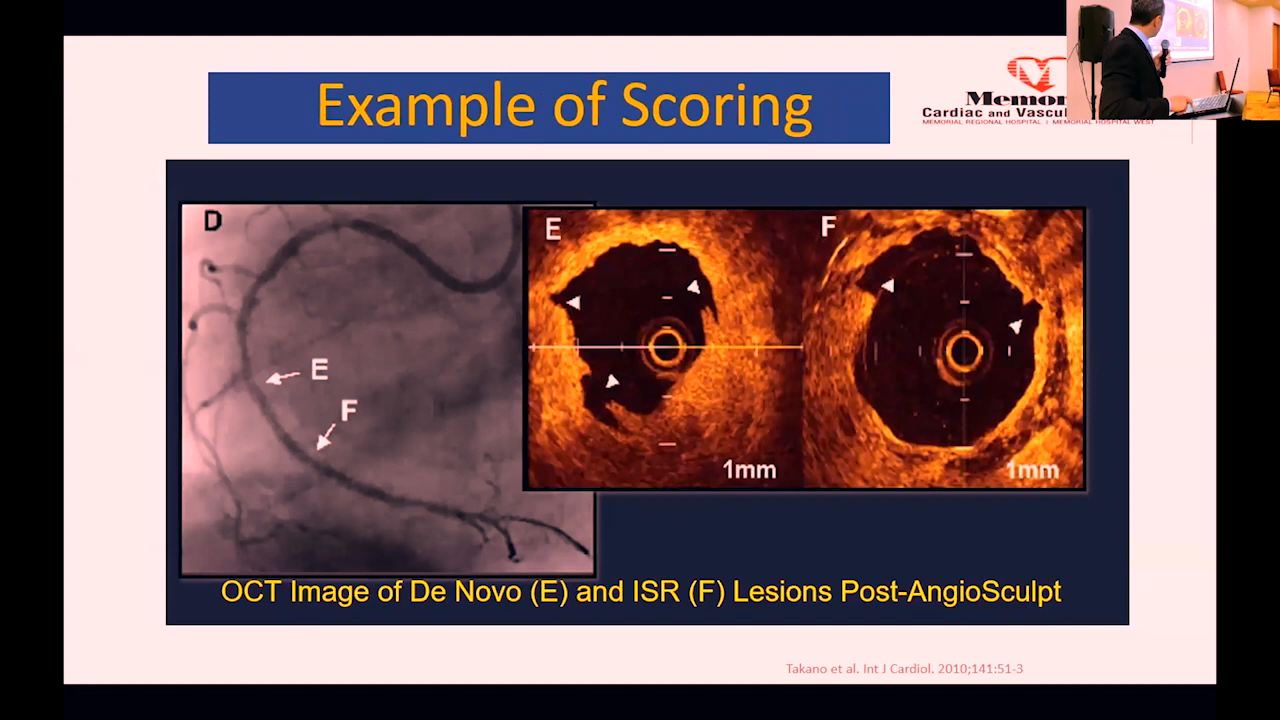 Example of Scoring
Cardiac and
MEMORIAL REGIONAL HOSPITAL | MEMORIAL HOSPITAL WEST
D
E
F
E
F
1mm
1mm
OCT Image of De Novo (E) and ISR (F) Lesions Post-AngioSculpt
Takano et al. Int J Cardiol. 2010;141:51-3